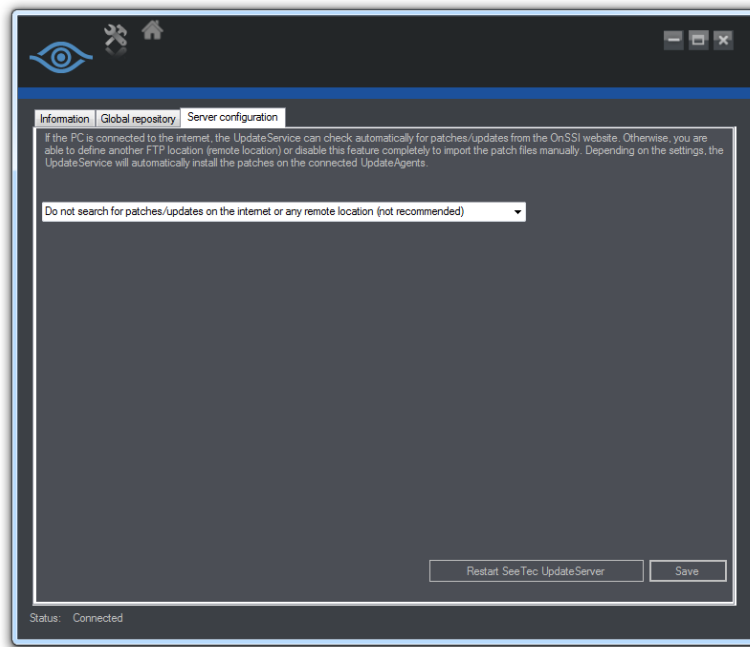 Information Global repository Server configuration
If the PC is connected to the internet, the UpdateService can check automatically for patches/updates from the OnSSI website. Otherwise, you are
able to define another FTP location (remote location) or disable this feature completely to import the patch files manually. Depending on the settings, the
UpdateService will automatically install the patches on the connected UpdateAgents.
Do not search for patches/updates on the internet or any remote location (not recommended)
Restart SeeTec UpdateServer Save
Status: Connected